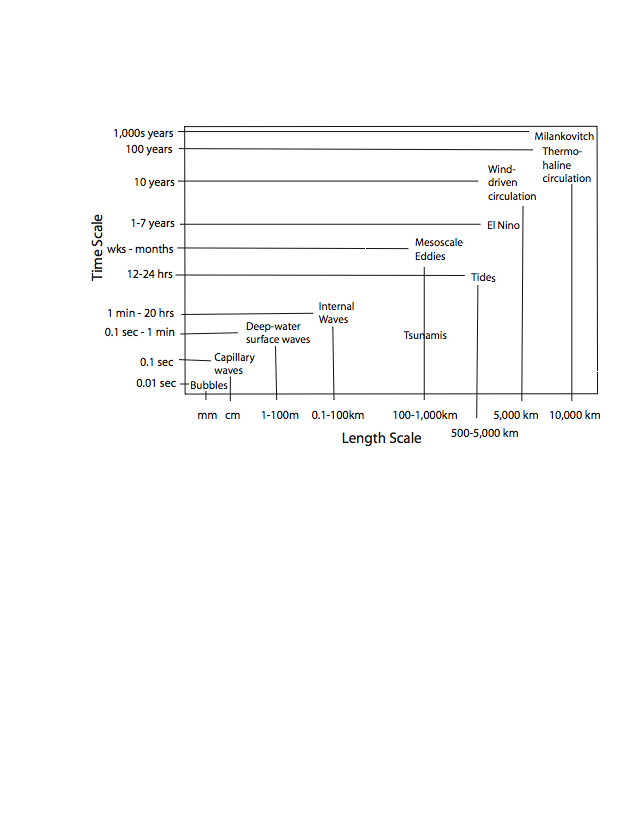 1,000s years
Milankovitch
100 years
Thermo-
haline
circulation
Wind-
driven
circulation
10 years
1-7 years
El Nino
Time Scale
wks - months
Mesoscale
Eddies
12-24 hrs
Tides
1 min - 20 hrs
Internal
Waves
0.1 sec - 1 min
Deep-water
surface waves
Tsunamis
0.1 sec
Capillary
waves
0.01 sec
Bubbles
mm cm 1-100m 0.1-100km 100-1,000km 5,000 km 10,000 km
500-5,000 km
Length Scale